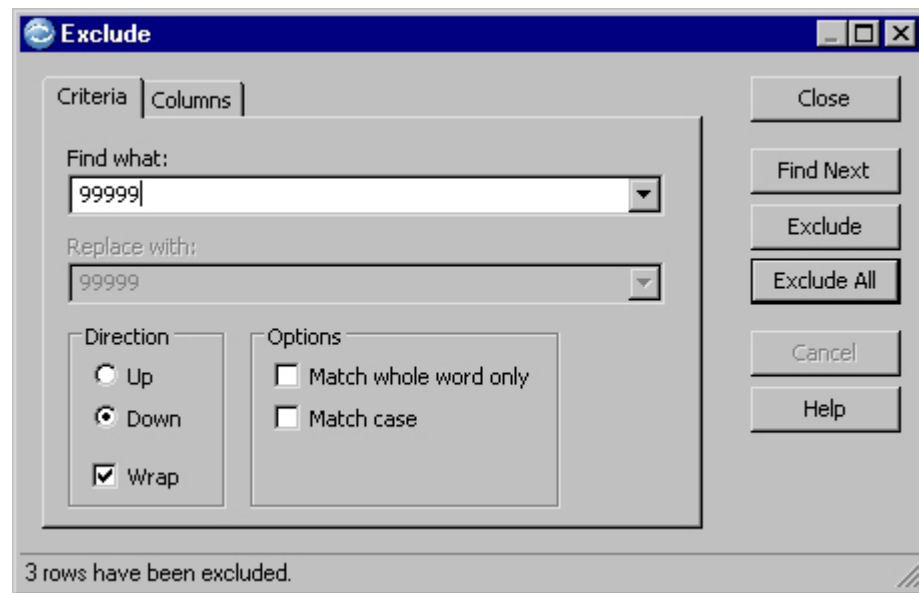 Exclude
Criteria
Columns
Find what:
99999
Replace with:
99999
Direction
Up
Down
Wrap
Options
Match whole word only
Match case
Close
Find Next
Exclude
Exclude All
Cancel
Help
3 rows have been excluded.